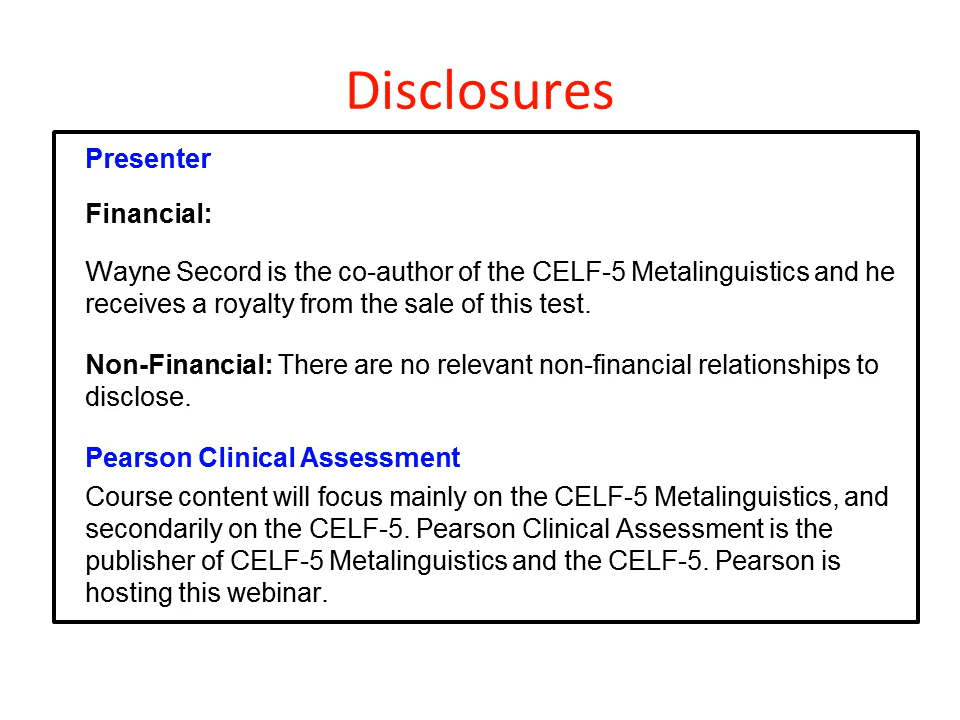 Disclosures
Presenter
Financial:
Wayne Secord is the co-author of the CELF-5 Metalinguistics and he
receives a royalty from the sale of this test.
Non-Financial: There are no relevant non-financial relationships to
disclose.
Pearson Clinical Assessment
Course content will focus mainly on the CELF-5 Metalinguistics, and
secondarily on the CELF-5. Pearson Clinical Assessment is the
publisher of CELF-5 Metalinguistics and the CELF-5. Pearson is
hosting this webinar.